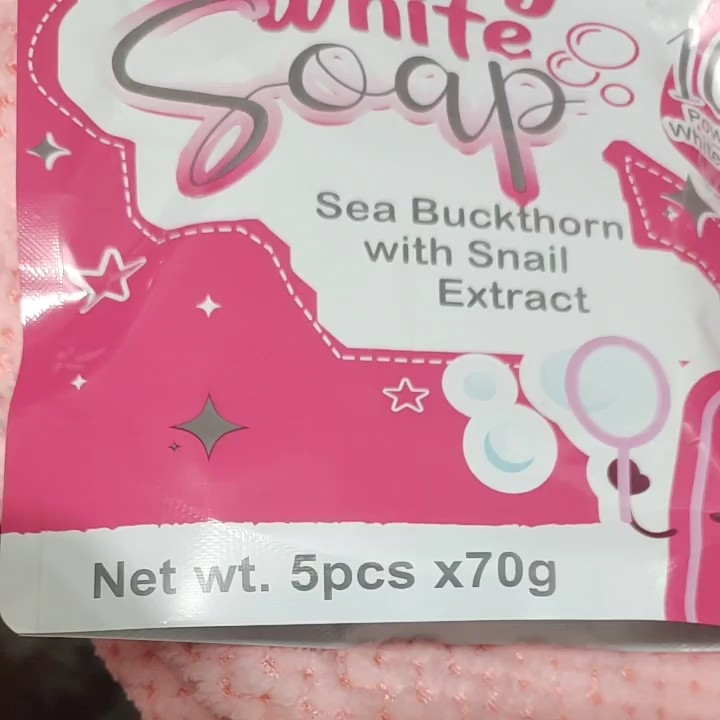 White
Soap
Sea Buckthorn
with Snail
Extract
Net wt. 5pcs x70g